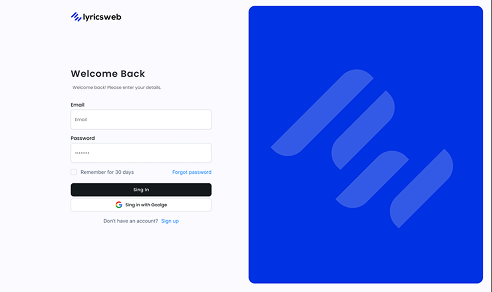 lyricsweb
Welcome Back
Welcome back! Please enter your details.
Email
Email
Password
•••••••
Remember for 30 days Forgot password
Sing in
Sing in with Goolge
Don't have an account? Sign up